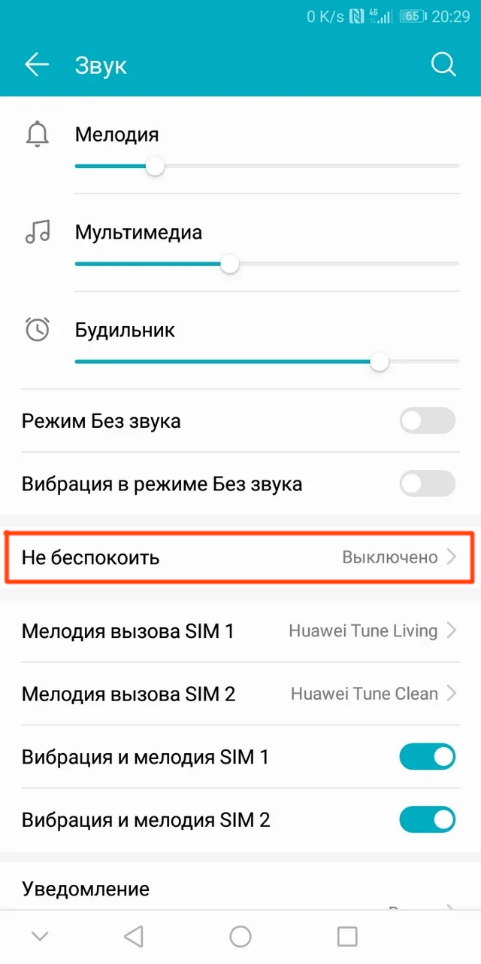 0 K/s 4G 65 20:29
Звук
Мелодия
Мультимедиа
Будильник
Режим Без звука
Вибрация в режиме Без звука
Не беспокоить Выключено
Мелодия вызова SIM 1 Huawei Tune Living
Мелодия вызова SIM 2 Huawei Tune Clean
Вибрация и мелодия SIM 1
Вибрация и мелодия SIM 2
Уведомление